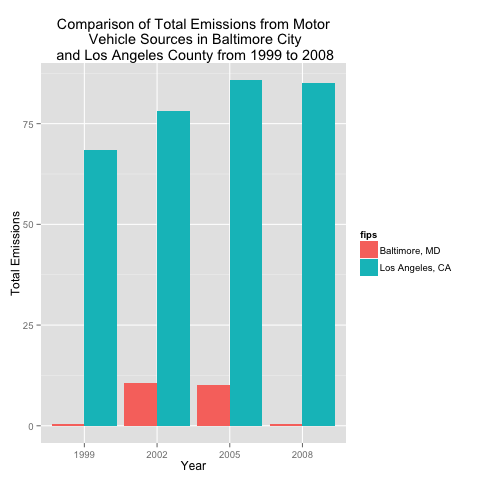 Comparison of Total Emissions from Motor
Vehicle Sources in Baltimore City
and Los Angeles County from 1999 to 2008
Total Emissions
75
50
25
0
1999 2002 2005 2008
Year
fips
Baltimore, MD
Los Angeles, CA